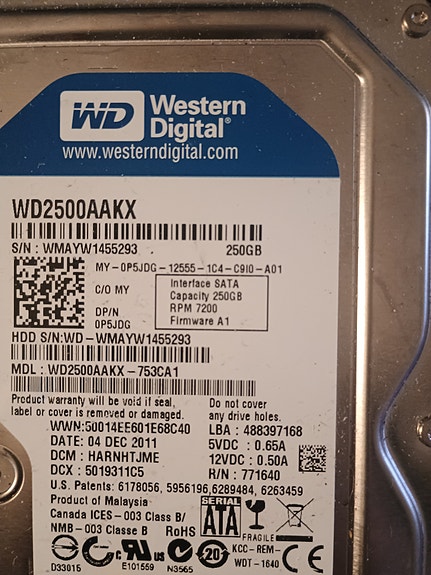 WD Western
Digital®
www.westerndigital.com
WD2500AAKX
S/N: WMAYW1455293 250GB
MY-0P5JDG-12555-1C4-C9I0-A01
C/O MY
Interface SATA
Capacity 250GB
RPM 7200
Firmware A1
DP/N
0P5JDG
HDD S/N:WD-WMAYW1455293
MDL: WD2500AAKX-753CA1
Product warranty will be void if seal,
label or cover is removed or damaged.
Do not cover
any drive holes.
WWN:50014EE601E68C40 LBA: 488397168
DATE: 04 DEC 2011 5VDC: 0.65A
DCM: HARNHTJME 12VDC: 0.50A
DCX: 5019311C5 R/N: 771640
U.S. Patents: 6178056, 5956196,6289484, 6263459
Product of Malaysia
Canada ICES-003 Class B/
NMB-003 Classe B RoHS
SERIAL
ATA
FRAGILE
KCC-REM-
WDT-1640
D33015 E101559 N3565
c us
20
CE